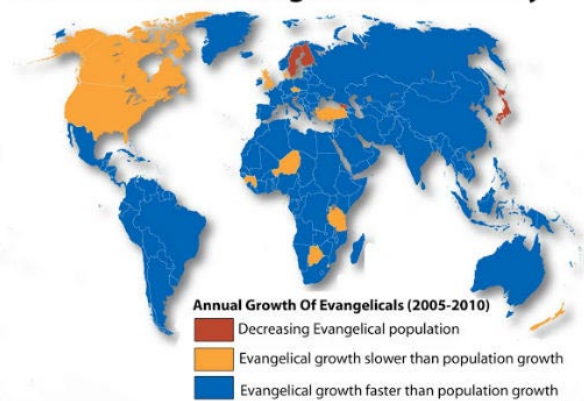 Annual Growth Of Evangelicals (2005-2010)
Decreasing Evangelical population
Evangelical growth slower than population growth
Evangelical growth faster than population growth